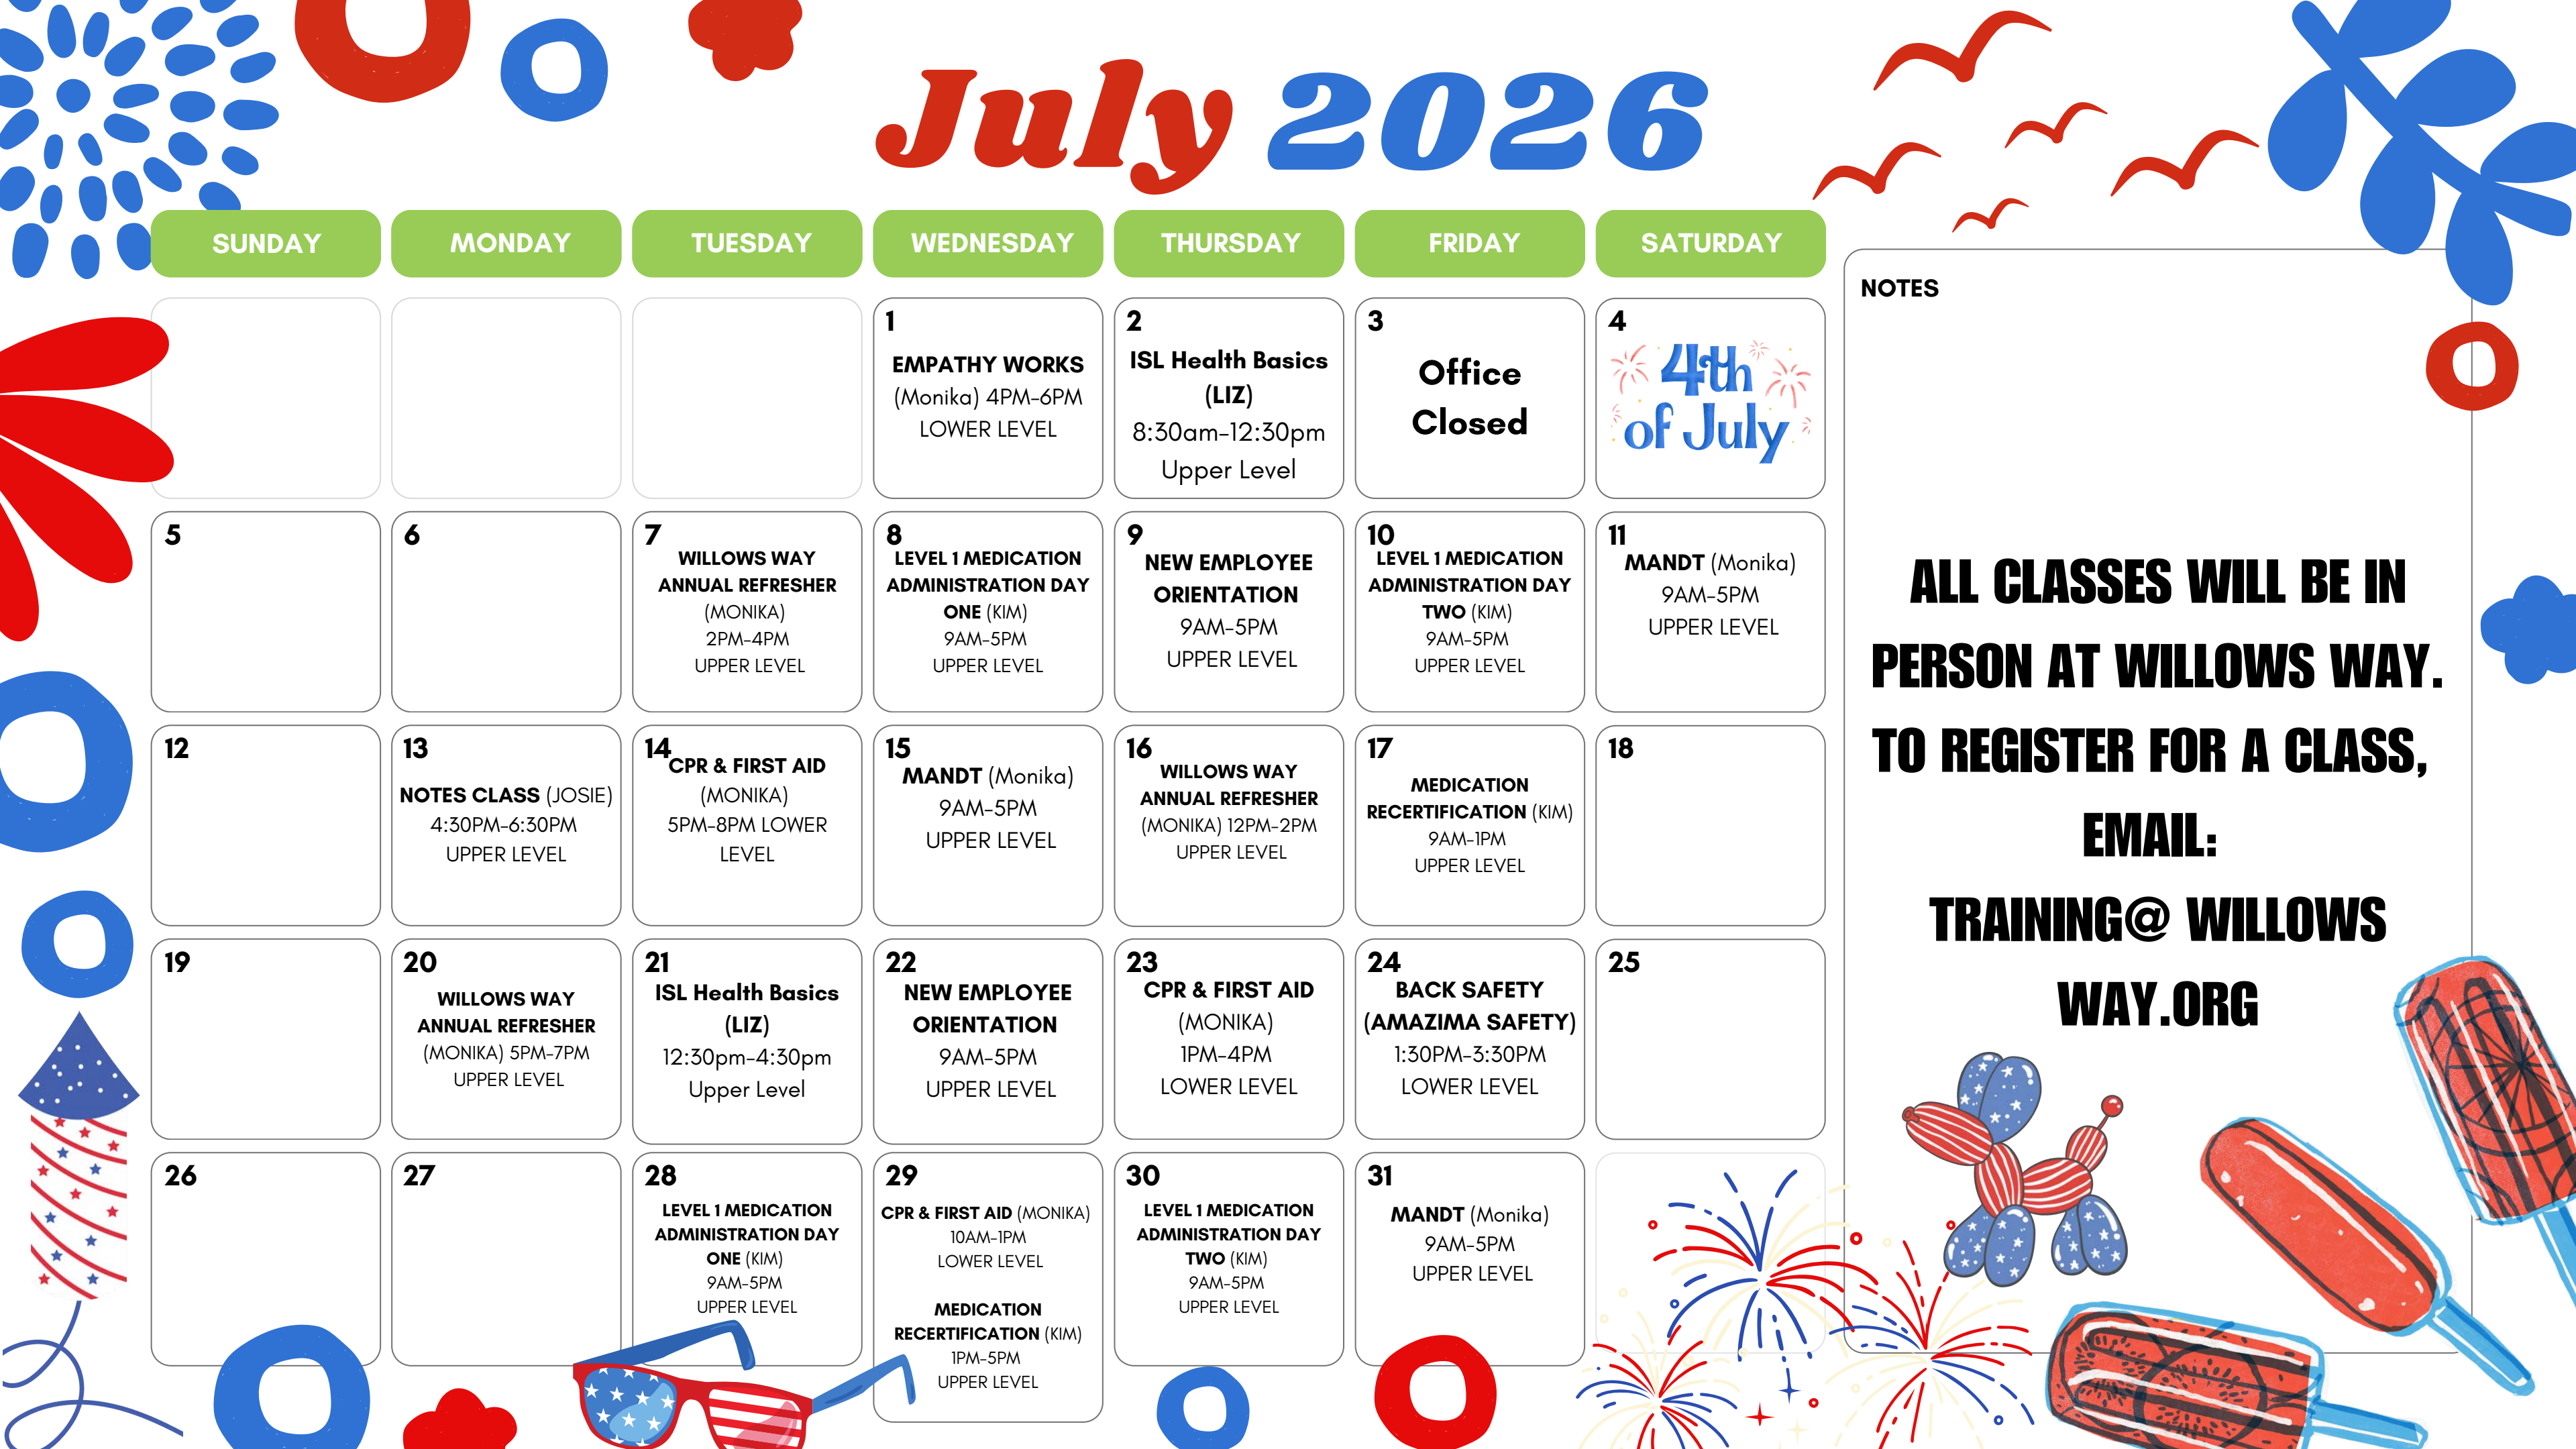 July 2026
SUNDAY
MONDAY
TUESDAY
WEDNESDAY
THURSDAY
FRIDAY
SATURDAY
1
EMPATHY WORKS
(Monika) 4PM-6PM
LOWER LEVEL
2
ISL Health Basics
(LIZ)
8:30am-12:30pm
Upper Level
3
Office
Closed
4
4th
of July
5
6
7
WILLOWS WAY
ANNUAL REFRESHER
(MONIKA)
2PM-4PM
UPPER LEVEL
8
LEVEL 1 MEDICATION
ADMINISTRATION DAY
ONE (KIM)
9AM-5PM
UPPER LEVEL
9
NEW EMPLOYEE
ORIENTATION
9AM-5PM
UPPER LEVEL
10
LEVEL 1 MEDICATION
ADMINISTRATION DAY
TWO (KIM)
9AM-5PM
UPPER LEVEL
11
MANDT (Monika)
9AM-5PM
UPPER LEVEL
12
13
NOTES CLASS (JOSIE)
4:30PM-6:30PM
UPPER LEVEL
14
CPR & FIRST AID
(MONIKA)
5PM-8PM LOWER
LEVEL
15
MANDT (Monika)
9AM-5PM
UPPER LEVEL
16
WILLOWS WAY
ANNUAL REFRESHER
(MONIKA) 12PM-2PM
UPPER LEVEL
17
MEDICATION
RECERTIFICATION (KIM)
9AM-1PM
UPPER LEVEL
18
19
20
WILLOWS WAY
ANNUAL REFRESHER
(MONIKA) 5PM-7PM
UPPER LEVEL
21
ISL Health Basics
(LIZ)
12:30pm-4:30pm
Upper Level
22
NEW EMPLOYEE
ORIENTATION
9AM-5PM
UPPER LEVEL
23
CPR & FIRST AID
(MONIKA)
1PM-4PM
LOWER LEVEL
24
BACK SAFETY
(AMAZIMA SAFETY)
1:30PM-3:30PM
LOWER LEVEL
25
26
27
28
LEVEL 1 MEDICATION
ADMINISTRATION DAY
ONE (KIM)
9AM-5PM
UPPER LEVEL
29
CPR & FIRST AID (MONIKA)
10AM-1PM
LOWER LEVEL
MEDICATION
RECERTIFICATION (KIM)
1PM-5PM
UPPER LEVEL
30
LEVEL 1 MEDICATION
ADMINISTRATION DAY
TWO (KIM)
9AM-5PM
UPPER LEVEL
31
MANDT (Monika)
9AM-5PM
UPPER LEVEL
NOTES
ALL CLASSES WILL BE IN
PERSON AT WILLOWS WAY.
TO REGISTER FOR A CLASS,
EMAIL:
TRAINING@ WILLOWS
WAY.ORG